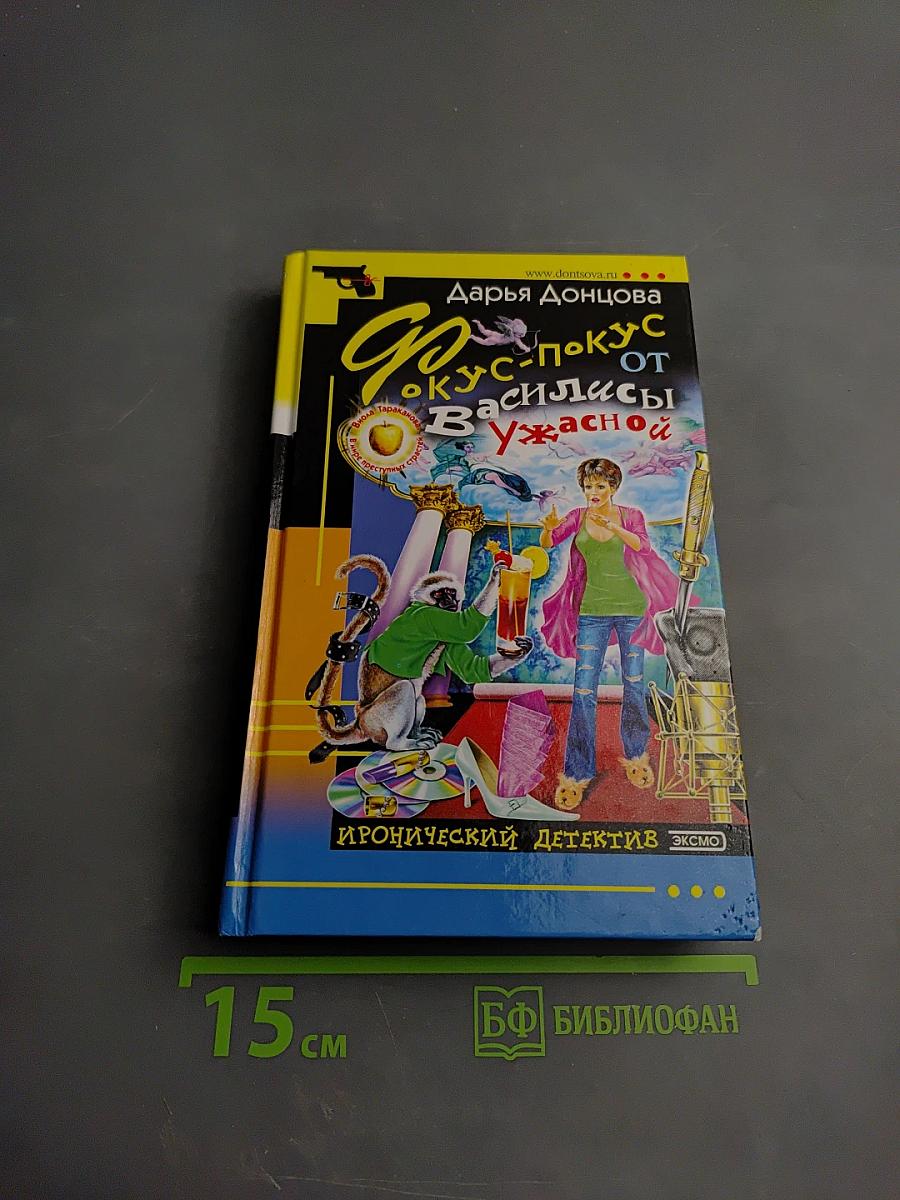 www.dontsova.ru
Дарья Донцова
Фокус-покус
от
Василисы
Ужасной
Виола Тараканова
В мире преступных страстей
ИРОНИЧЕСКИЙ ДЕТЕКТИВ
ЭКСМО
15 см
БФ БИБЛИОФАН